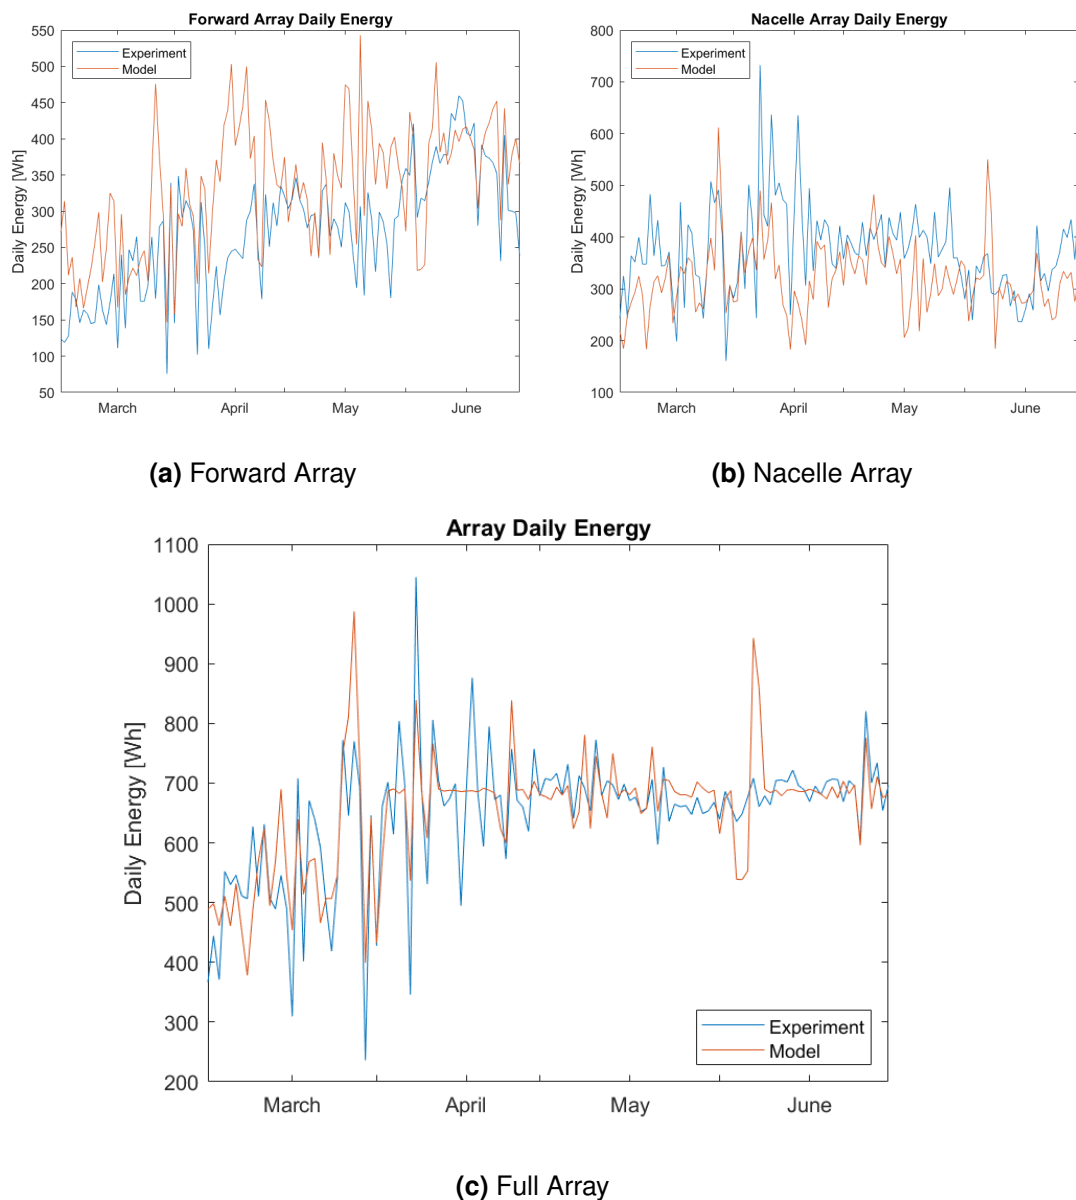 Forward Array Daily Energy
Daily Energy [Wh]
550
500
450
400
350
300
250
200
150
100
50
Experiment
Model
March April May June
(a) Forward Array
Nacelle Array Daily Energy
Daily Energy [Wh]
800
700
600
500
400
300
200
100
Experiment
Model
March April May June
(b) Nacelle Array
Array Daily Energy
Daily Energy [Wh]
1100
1000
900
800
700
600
500
400
300
200
Experiment
Model
March April May June
(c) Full Array